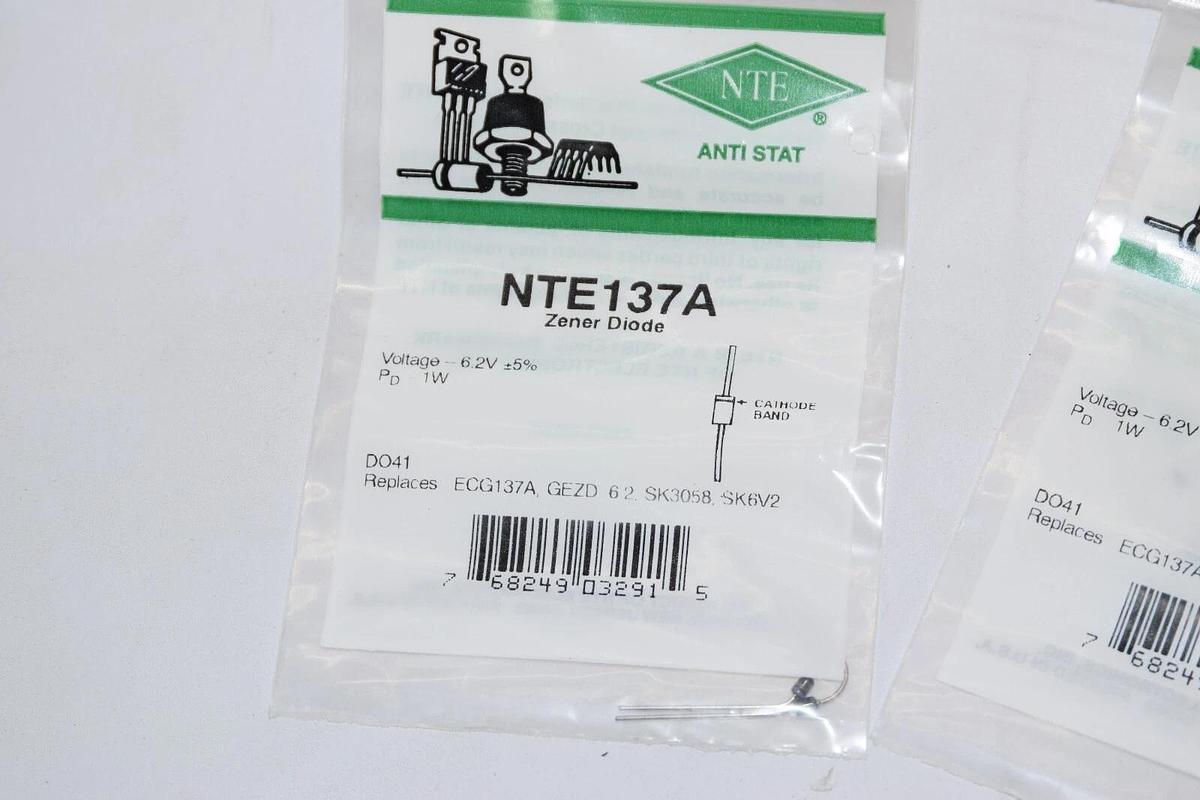 NTE
®
ANTI STAT
NTE137A
Zener Diode
Voltage – 6.2V ±5%
PD 1W
CATHODE
BAND
DO41
Replaces ECG137A, GEZD 6 2, SK3058, SK6V2
7 68249 03291 5
Voltage – 6 2V
PD 1W
DO41
Replaces ECG137A
7 6824